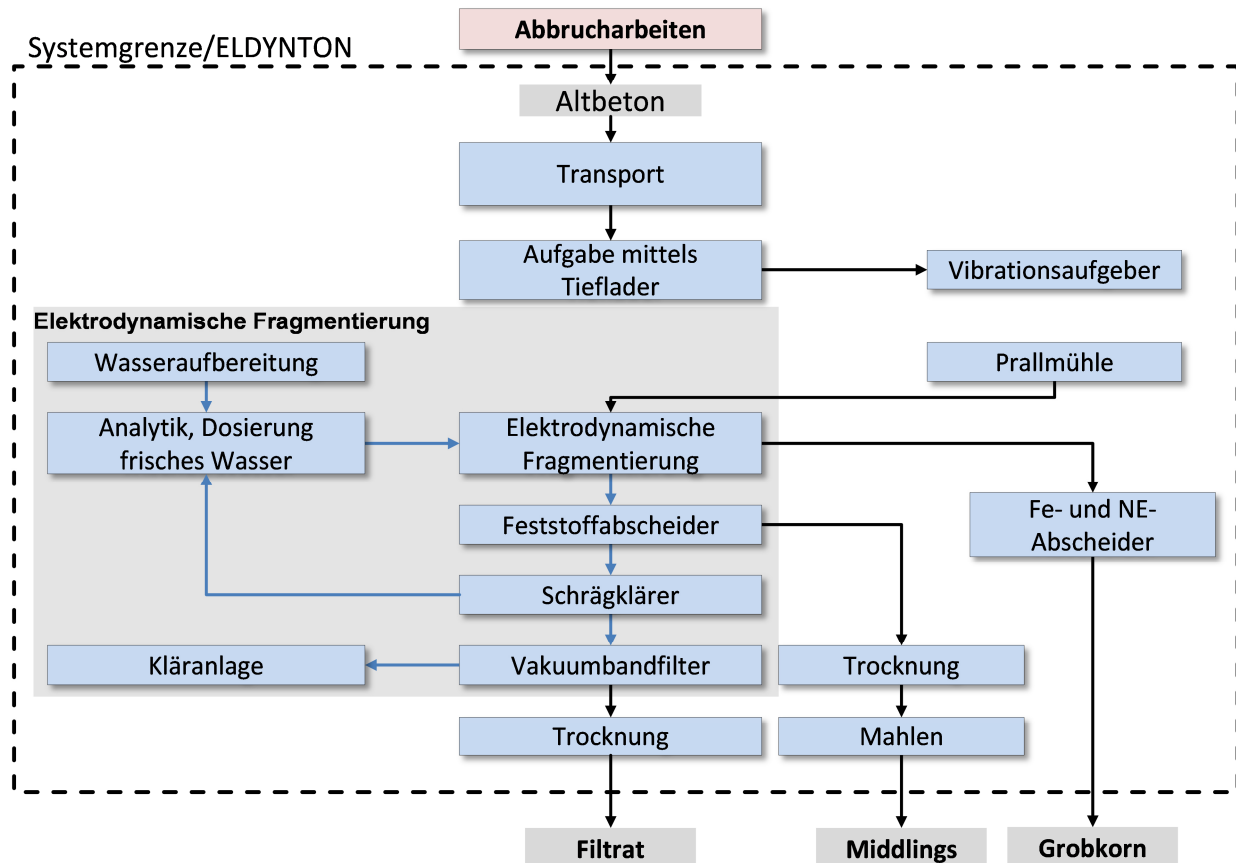 Abbrucharbeiten
Systemgrenze/ELDYNTON
Altbeton
Transport
Aufgabe mittels
Tieflader
Vibrationsaufgeber
Elektrodynamische Fragmentierung
Wasseraufbereitung
Prallmühle
Analytik, Dosierung
frisches Wasser
Elektrodynamische
Fragmentierung
Feststoffabscheider
Fe- und NE-
Abscheider
Schrägklärer
Kläranlage
Vakuumbandfilter
Trocknung
Trocknung
Mahlen
Filtrat
Middlings
Grobkorn